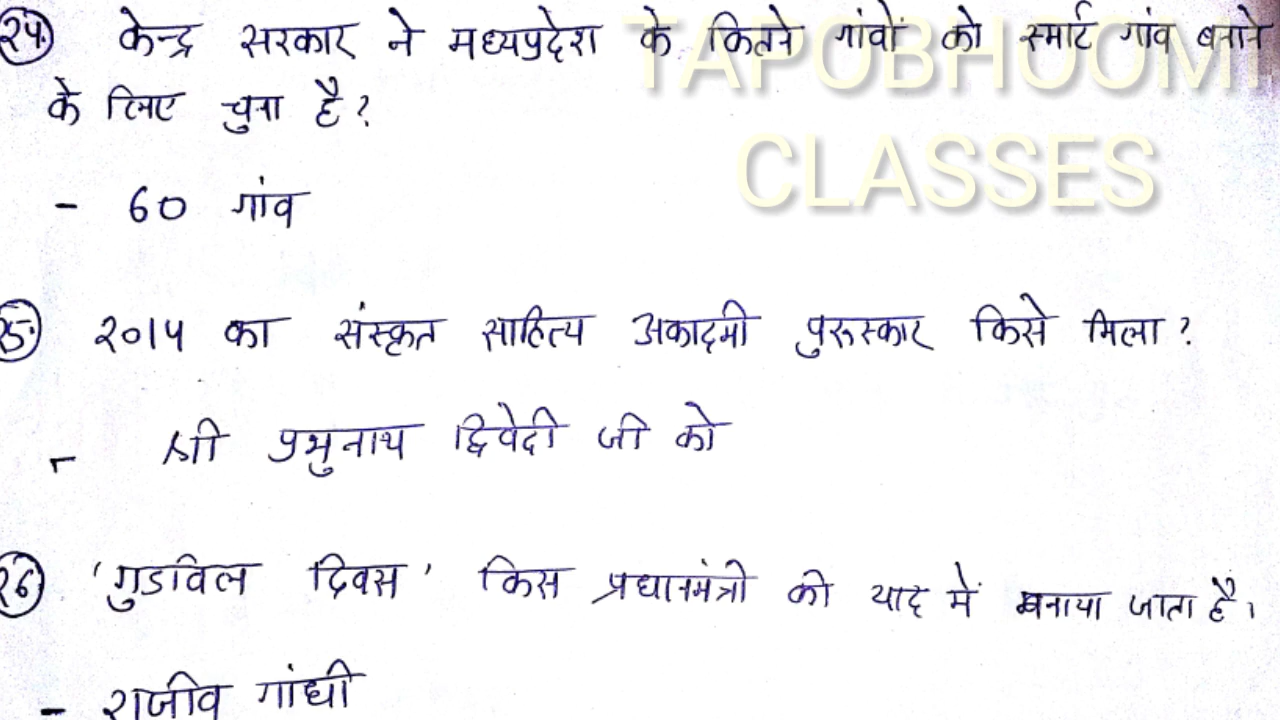 24. केन्द्र सरकार ने मध्यप्रदेश के कितने गांवों को स्मार्ट गांव बनाने
के लिए चुना है?
- 60 गांव
TAPOBHOOMI
CLASSES
25. 2014 का संस्कृत साहित्य अकादमी पुरूस्कार किसे मिला?
- श्री प्रभुनाथ द्विवेदी जी को
26. 'गुडविल दिवस' किस प्रधानमंत्री की याद में मनाया जाता है।
- राजीव गांधी